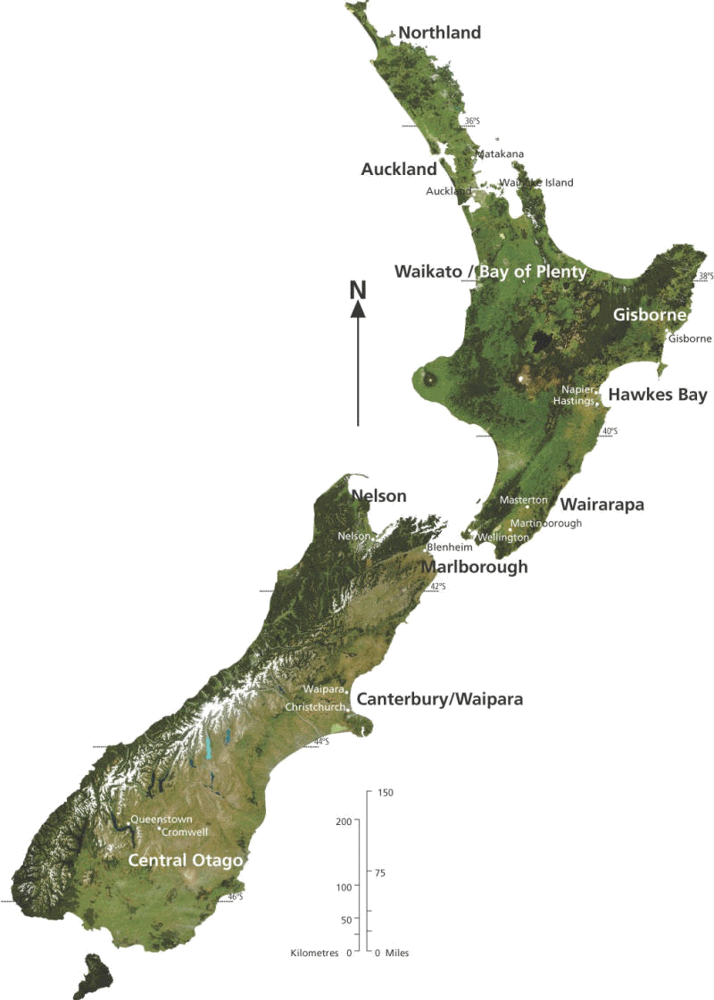 Northland
36°S
Matakana
Auckland
Waiheke Island
Auckland
Waikato / Bay of Plenty
38°S
N
Gisborne
Gisborne
Napier
Hawkes Bay
Hastings
40°S
Nelson
Masterton
Wairarapa
Martinborough
Nelson
Wellington
Blenheim
Marlborough
42°S
Waipara
Canterbury/Waipara
Christchurch
44°S
150
200
Queenstown
Cromwell
Central Otago
75
100
46°S
50
Kilometres 0 0 Miles